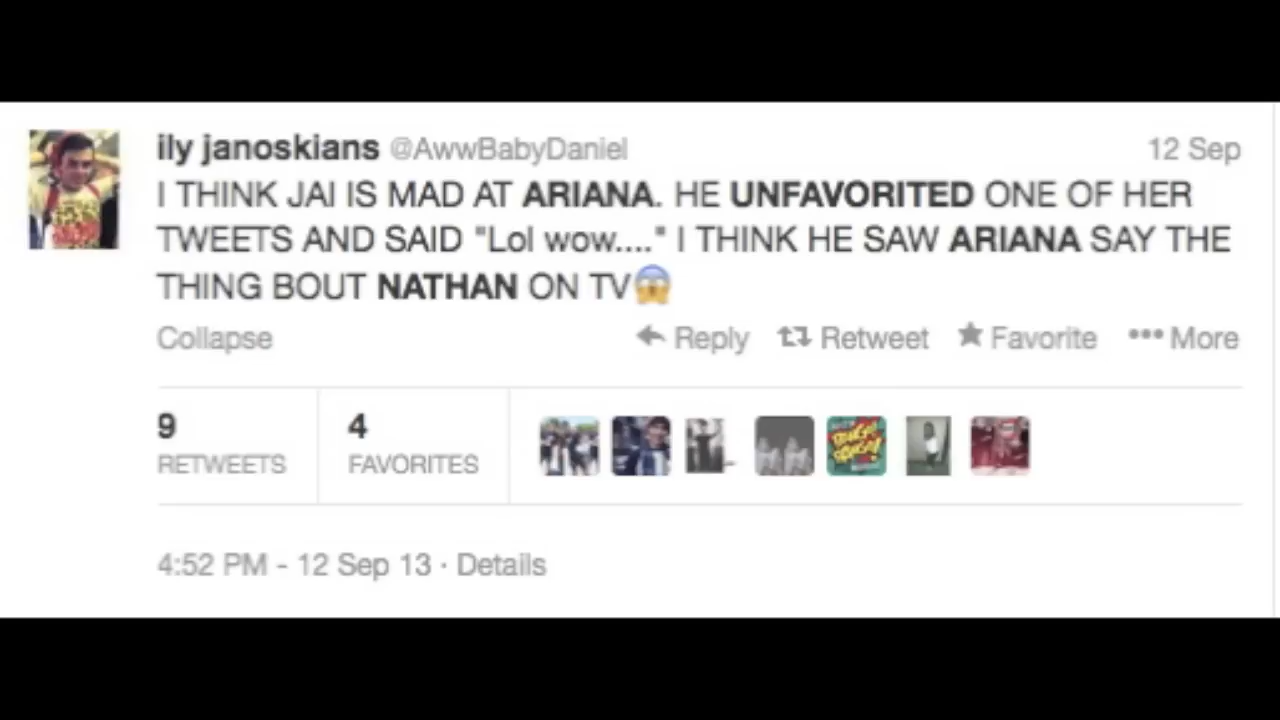 ily janoskians @AwwBabyDaniel 12 Sep
I THINK JAI IS MAD AT ARIANA. HE UNFAVORITED ONE OF HER
TWEETS AND SAID "Lol wow...." I THINK HE SAW ARIANA SAY THE
THING BOUT NATHAN ON TV😱
Collapse Reply Retweet Favorite More
9 4
RETWEETS FAVORITES
4:52 PM - 12 Sep 13 · Details